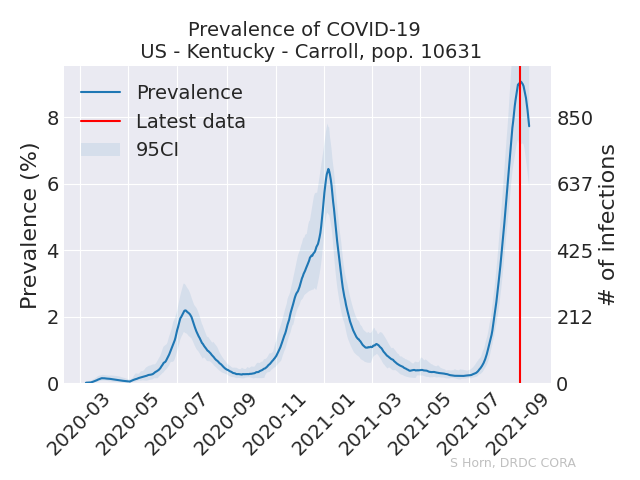 Prevalence of COVID-19
US - Kentucky - Carroll, pop. 10631
Prevalence
Latest data
95CI
Prevalence (%)
8
6
4
2
0
850
637
425
212
0
# of infections
2020-03
2020-05
2020-07
2020-09
2020-11
2021-01
2021-03
2021-05
2021-07
2021-09
S Horn, DRDC CORA